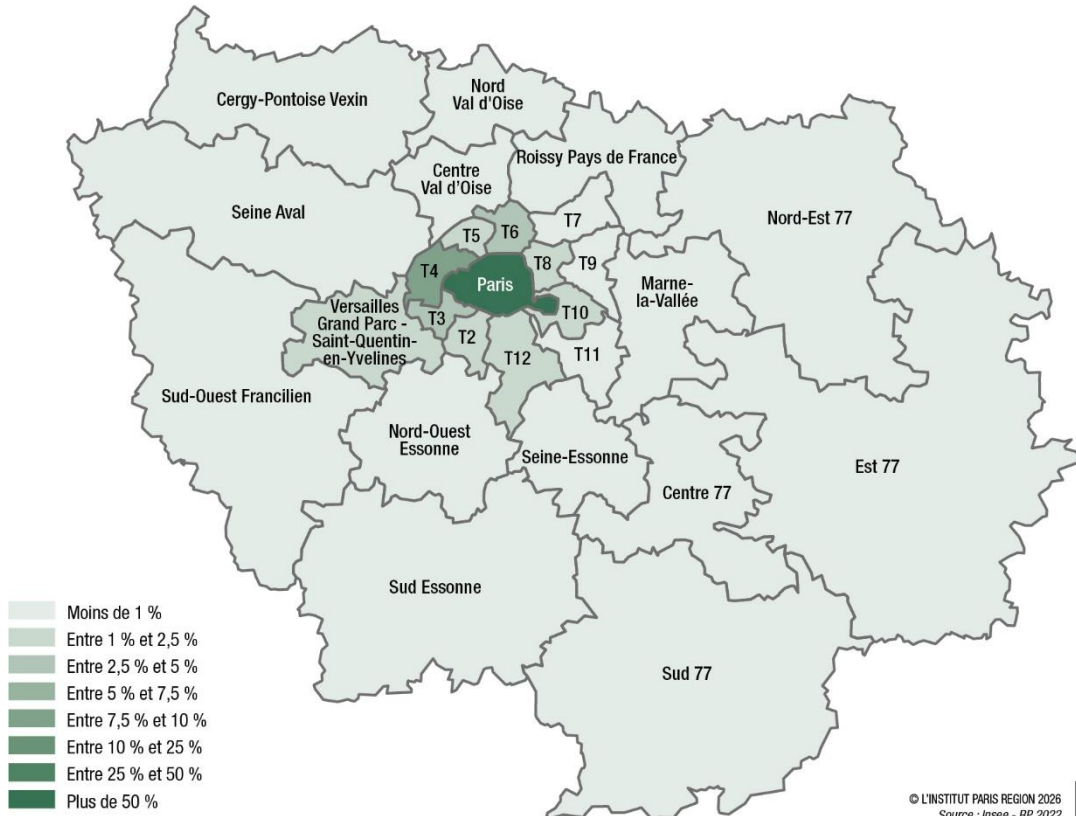 Cergy-Pontoise Vexin
Nord
Val d'Oise
Roissy Pays de France
Centre
Val d'Oise
Seine Aval
Nord-Est 77
T7
T5
T6
T8
T9
T4
Paris
Marne-
la-Vallée
Versailles
Grand Parc -
Saint-Quentin-
en-Yvelines
T3
T2
T10
T12
T11
Sud-Ouest Francilien
Nord-Ouest
Essonne
Seine-Essonne
Est 77
Centre 77
Sud Essonne
Sud 77
Moins de 1 %
Entre 1 % et 2,5 %
Entre 2,5 % et 5 %
Entre 5 % et 7,5 %
Entre 7,5 % et 10 %
Entre 10 % et 25 %
Entre 25 % et 50 %
Plus de 50 %
© L'INSTITUT PARIS REGION 2026
Source : Insee - RP 2022